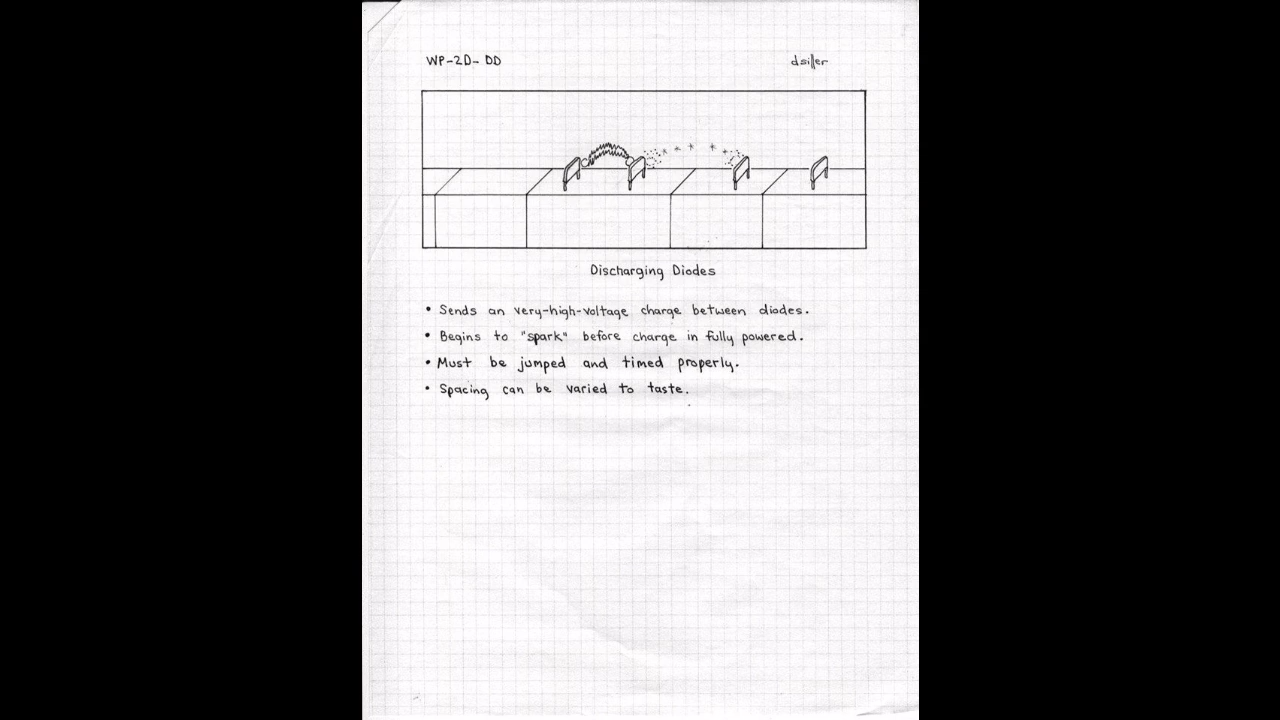 WP-2D-DD dsiller
Discharging Diodes
• Sends an very-high-voltage charge between diodes.
• Begins to "spark" before charge in fully powered.
• Must be jumped and timed properly.
• Spacing can be varied to taste.